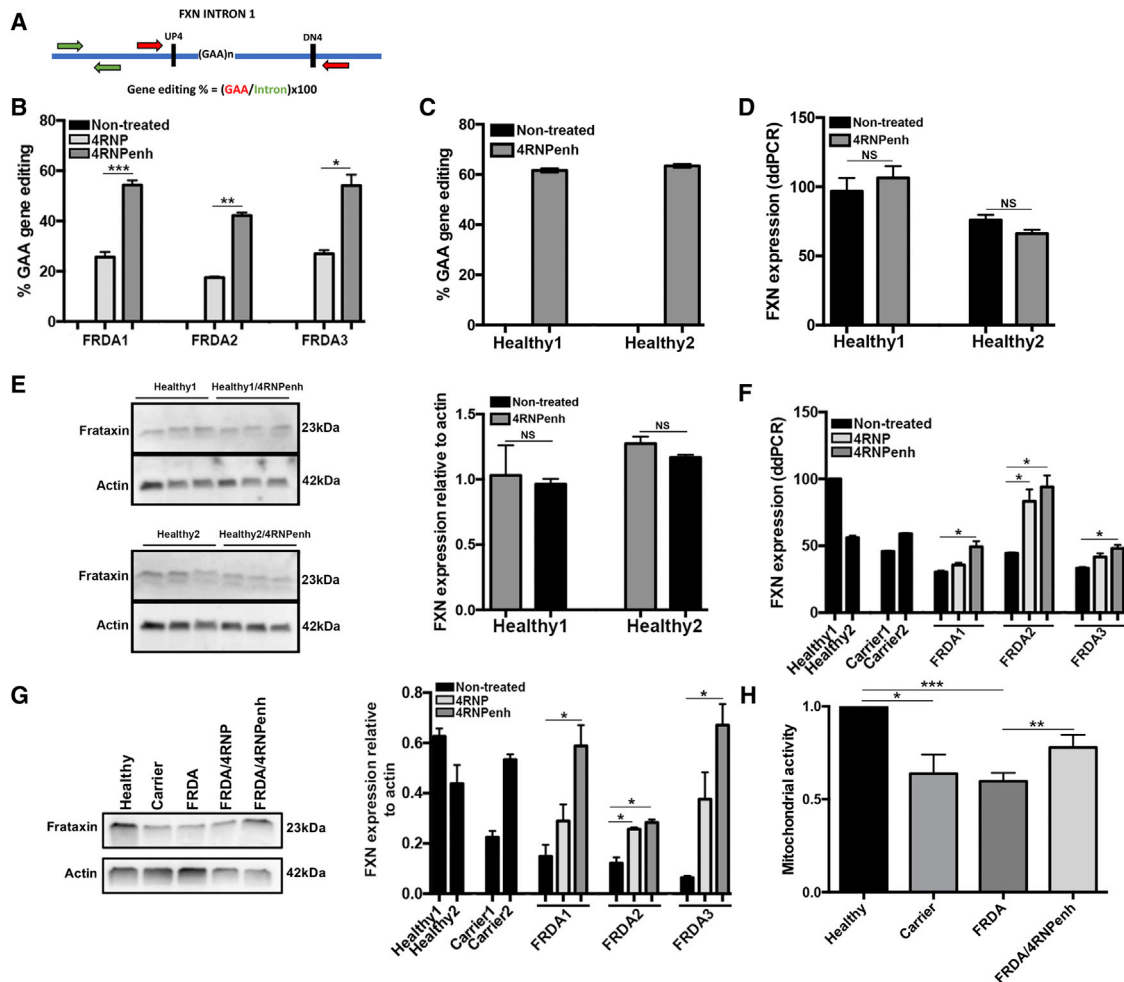 A
FXN INTRON 1
UP4
DN4
(GAA)n
Gene editing % = (GAA/Intron)x100
B
Non-treated
4RNP
4RNPenh
% GAA gene editing
80
60
40
20
0
***
**
*
FRDA1
FRDA2
FRDA3
C
Non-treated
4RNPenh
% GAA gene editing
80
60
40
20
0
Healthy1
Healthy2
D
Non-treated
4RNPenh
FXN expression (ddPCR)
150
100
50
0
NS
NS
Healthy1
Healthy2
E
Healthy1
Healthy1/4RNPenh
Frataxin
23kDa
Actin
42kDa
Healthy2
Healthy2/4RNPenh
Frataxin
23kDa
Actin
42kDa
FXN expression relative to actin
1.5
1.0
0.5
0.0
4RNPenh
Non-treated
NS
NS
Healthy1
Healthy2
F
Non-treated
4RNP
4RNPenh
FXN expression (ddPCR)
150
100
50
0
*
*
*
*
Healthy1
Healthy2
Carrier1
Carrier2
FRDA1
FRDA2
FRDA3
G
Healthy
Carrier
FRDA
FRDA/4RNP
FRDA/4RNPenh
Frataxin
23kDa
Actin
42kDa
Non-treated
4RNP
4RNPenh
FXN expression relative
to actin
0.8
0.6
0.4
0.2
0.0
*
*
*
*
Healthy1
Healthy2
Carrier1
Carrier2
FRDA1
FRDA2
FRDA3
H
Mitochondrial activity
1.0
0.5
0.0
***
*
**
Healthy
Carrier
FRDA
FRDA/4RNPenh